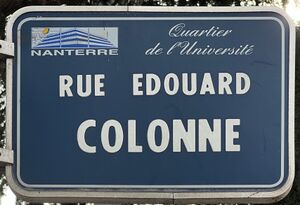 NANTERRE
Quartier
de l'Université
RUE EDOUARD
COLONNE